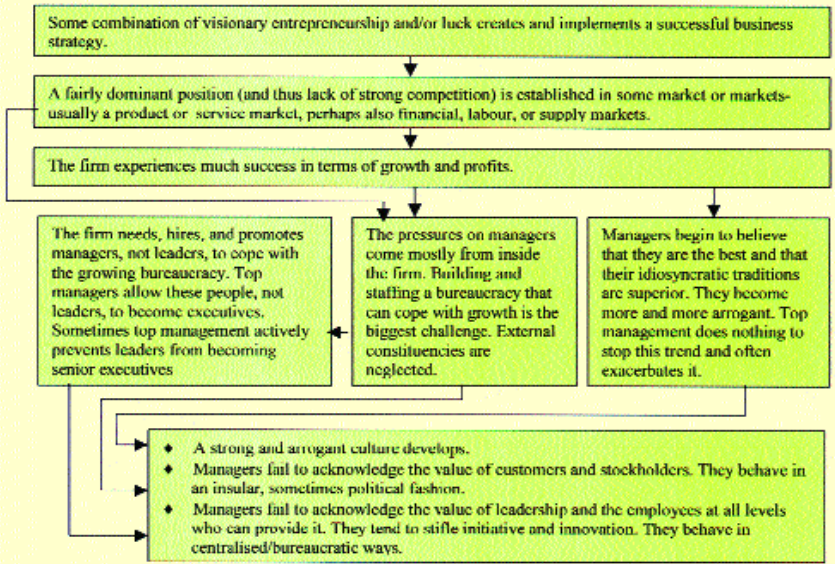 Some combination of visionary entrepreneurship and/or luck creates and implements a successful business
strategy.
A fairly dominant position (and thus lack of strong competition) is established in some market or markets-
usually a product or service market, perhaps also financial, labour, or supply markets.
The firm experiences much success in terms of growth and profits.
The firm needs, hires, and promotes
managers, not leaders, to cope with
the growing bureaucracy. Top
managers allow these people, not
leaders, to become executives.
Sometimes top management actively
prevents leaders from becoming
senior executives
The pressures on managers
come mostly from inside
the firm. Building and
staffing a bureaucracy that
can cope with growth is the
biggest challenge. External
constituencies are
neglected.
Managers begin to believe
that they are the best and that
their idiosyncratic traditions
are superior. They become
more and more arrogant. Top
management does nothing to
stop this trend and often
exacerbates it.
♦ A strong and arrogant culture develops.
♦ Managers fail to acknowledge the value of customers and stockholders. They behave in
an insular, sometimes political fashion.
♦ Managers fail to acknowledge the value of leadership and the employees at all levels
who can provide it. They tend to stifle initiative and innovation. They behave in
centralised/bureaucratic ways.